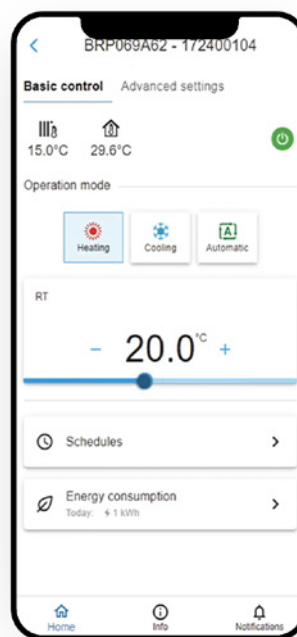 BRP069A62 - 172400104
Basic control Advanced settings
15.0°C 29.6°C
Operation mode
Heating Cooling A Automatic
RT
− 20.0°C +
Schedules
Energy consumption
Today: 1 kWh
Home Info Notifications